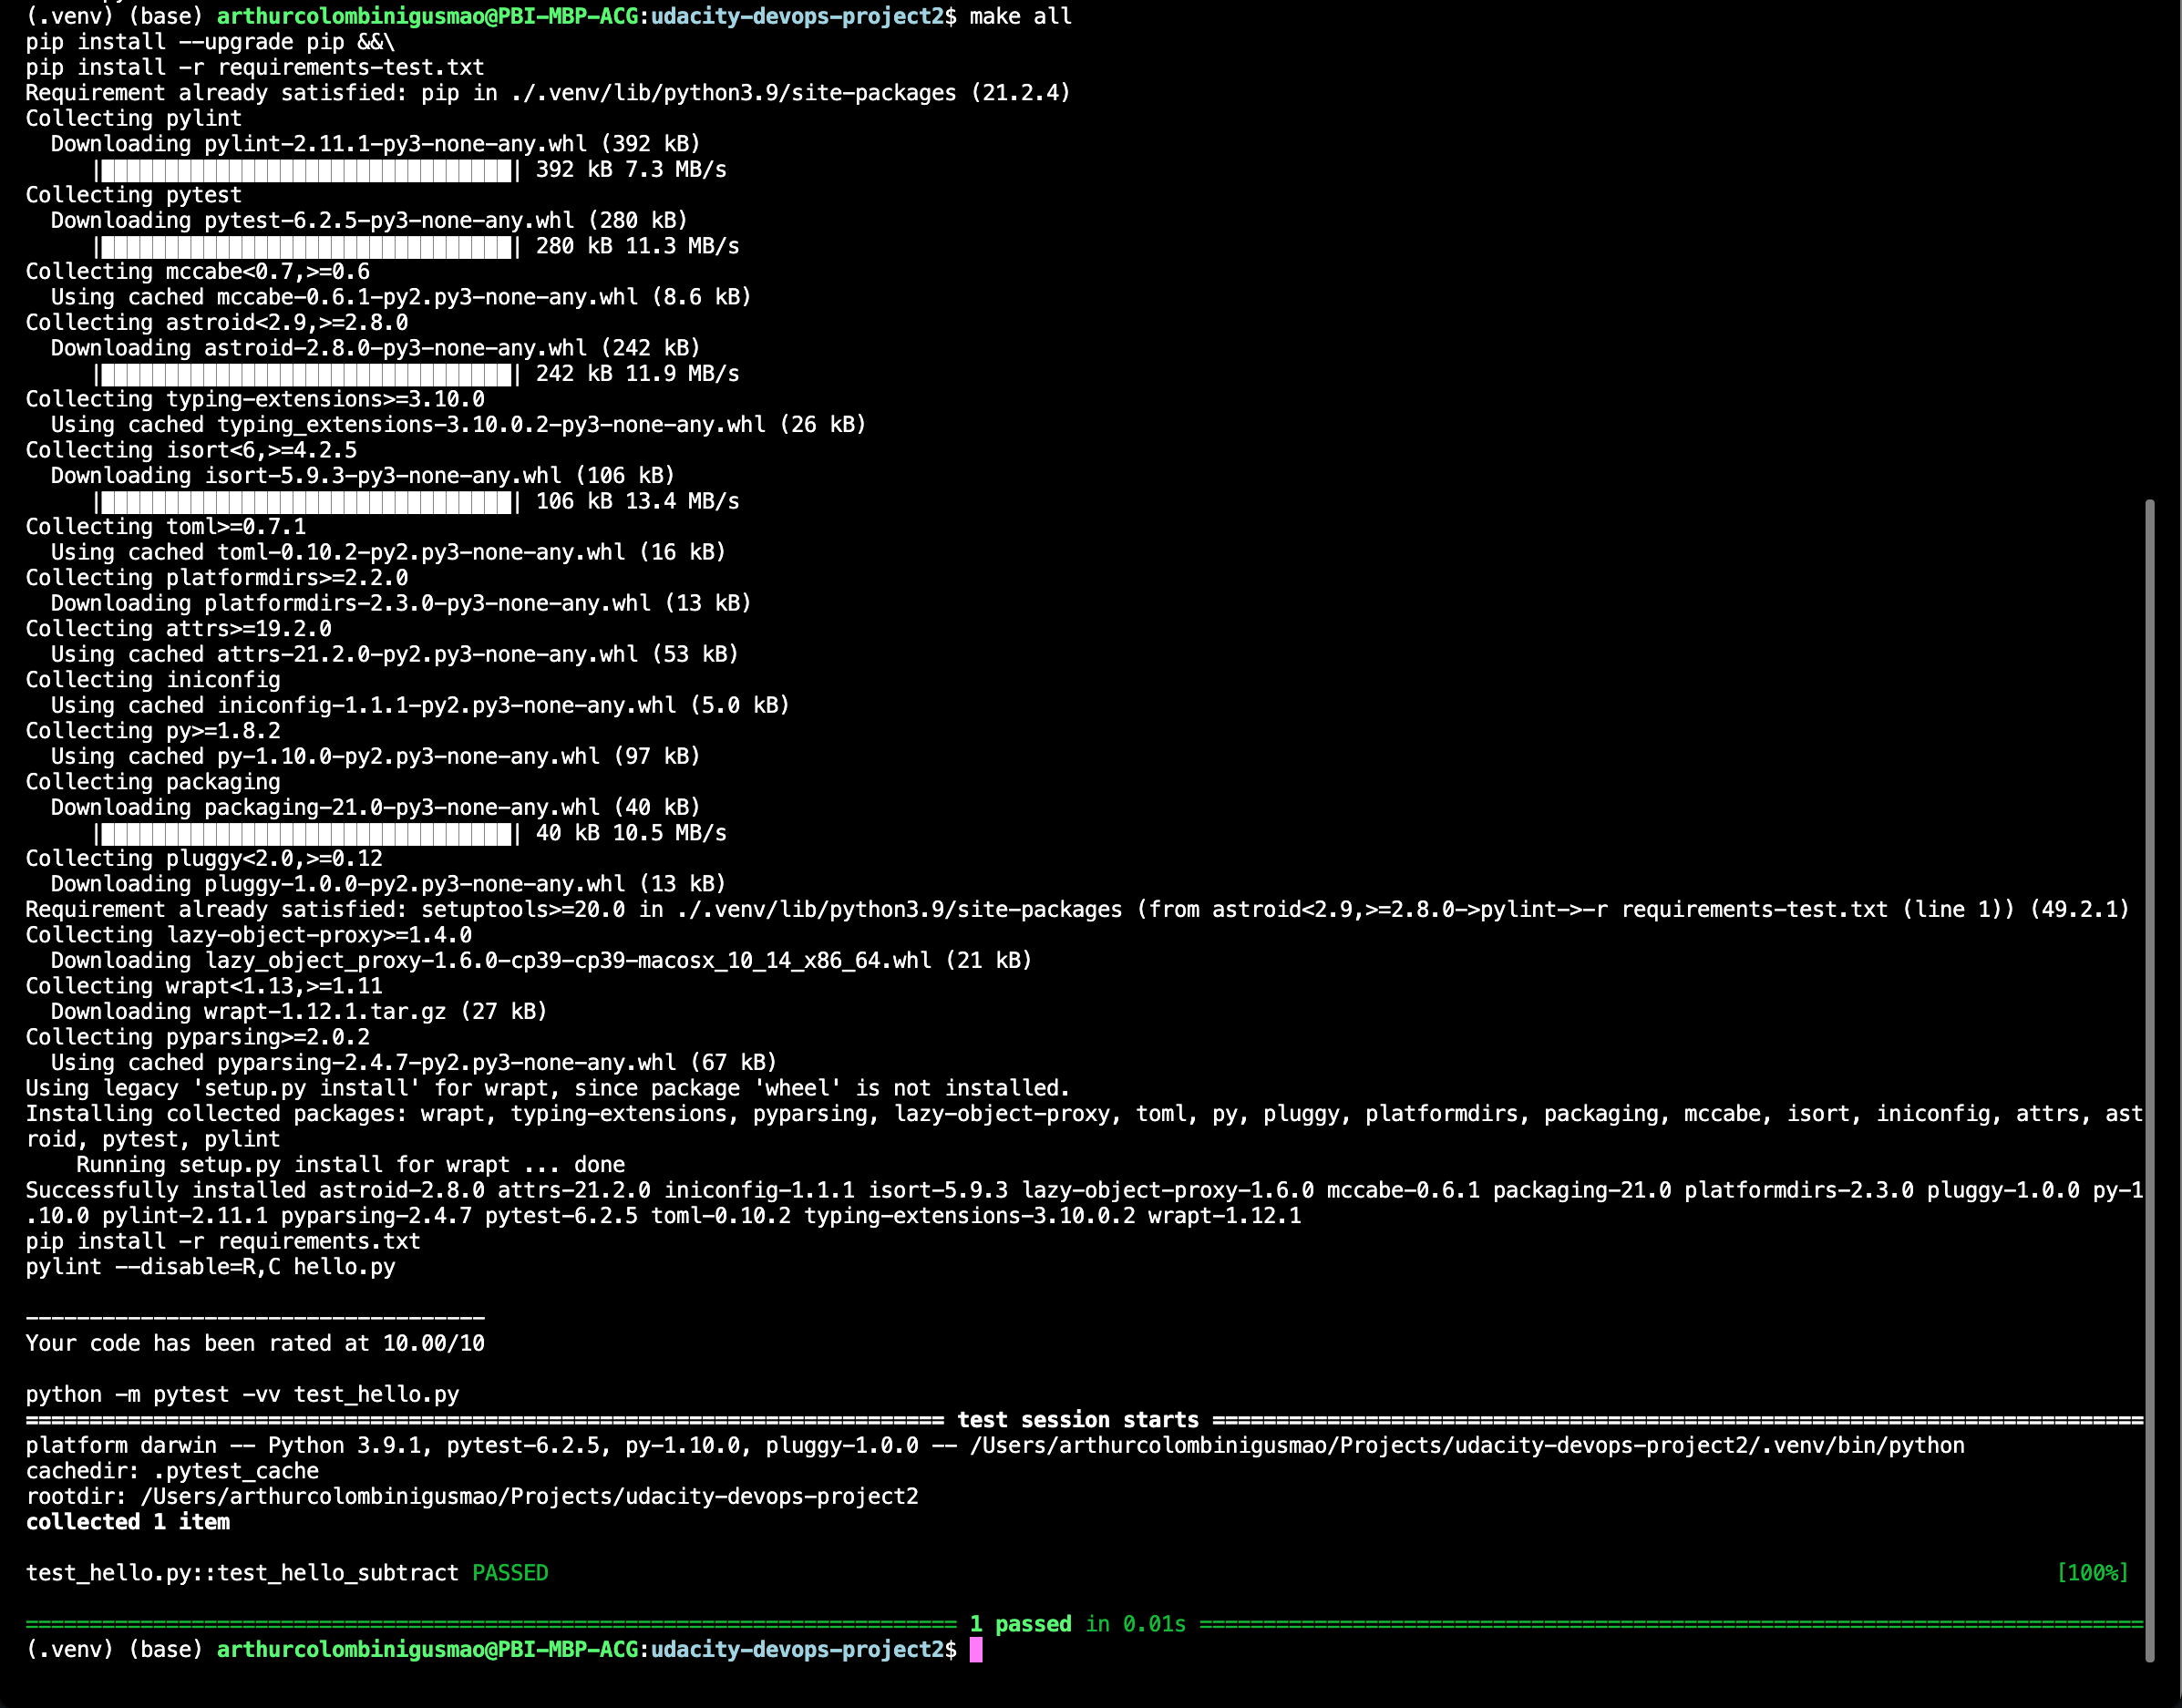 (.venv) (base) arthurcolombinigusmao@PBI-MBP-ACG:udacity-devops-project2$ make all
pip install --upgrade pip &&\
pip install -r requirements-test.txt
Requirement already satisfied: pip in ./.venv/lib/python3.9/site-packages (21.2.4)
Collecting pylint
  Downloading pylint-2.11.1-py3-none-any.whl (392 kB)
     |████████████████████████████████| 392 kB 7.3 MB/s
Collecting pytest
  Downloading pytest-6.2.5-py3-none-any.whl (280 kB)
     |████████████████████████████████| 280 kB 11.3 MB/s
Collecting mccabe<0.7,>=0.6
  Using cached mccabe-0.6.1-py2.py3-none-any.whl (8.6 kB)
Collecting astroid<2.9,>=2.8.0
  Downloading astroid-2.8.0-py3-none-any.whl (242 kB)
     |████████████████████████████████| 242 kB 11.9 MB/s
Collecting typing-extensions>=3.10.0
  Using cached typing_extensions-3.10.0.2-py3-none-any.whl (26 kB)
Collecting isort<6,>=4.2.5
  Downloading isort-5.9.3-py3-none-any.whl (106 kB)
     |████████████████████████████████| 106 kB 13.4 MB/s
Collecting toml>=0.7.1
  Using cached toml-0.10.2-py2.py3-none-any.whl (16 kB)
Collecting platformdirs>=2.2.0
  Downloading platformdirs-2.3.0-py3-none-any.whl (13 kB)
Collecting attrs>=19.2.0
  Using cached attrs-21.2.0-py2.py3-none-any.whl (53 kB)
Collecting iniconfig
  Using cached iniconfig-1.1.1-py2.py3-none-any.whl (5.0 kB)
Collecting py>=1.8.2
  Using cached py-1.10.0-py2.py3-none-any.whl (97 kB)
Collecting packaging
  Downloading packaging-21.0-py3-none-any.whl (40 kB)
     |████████████████████████████████| 40 kB 10.5 MB/s
Collecting pluggy<2.0,>=0.12
  Downloading pluggy-1.0.0-py2.py3-none-any.whl (13 kB)
Requirement already satisfied: setuptools>=20.0 in ./.venv/lib/python3.9/site-packages (from astroid<2.9,>=2.8.0->pylint->-r requirements-test.txt (line 1)) (49.2.1)
Collecting lazy-object-proxy>=1.4.0
  Downloading lazy_object_proxy-1.6.0-cp39-cp39-macosx_10_14_x86_64.whl (21 kB)
Collecting wrapt<1.13,>=1.11
  Downloading wrapt-1.12.1.tar.gz (27 kB)
Collecting pyparsing>=2.0.2
  Using cached pyparsing-2.4.7-py2.py3-none-any.whl (67 kB)
Using legacy 'setup.py install' for wrapt, since package 'wheel' is not installed.
Installing collected packages: wrapt, typing-extensions, pyparsing, lazy-object-proxy, toml, py, pluggy, platformdirs, packaging, mccabe, isort, iniconfig, attrs, ast
roid, pytest, pylint
    Running setup.py install for wrapt ... done
Successfully installed astroid-2.8.0 attrs-21.2.0 iniconfig-1.1.1 isort-5.9.3 lazy-object-proxy-1.6.0 mccabe-0.6.1 packaging-21.0 platformdirs-2.3.0 pluggy-1.0.0 py-1
.10.0 pylint-2.11.1 pyparsing-2.4.7 pytest-6.2.5 toml-0.10.2 typing-extensions-3.10.0.2 wrapt-1.12.1
pip install -r requirements.txt
pylint --disable=R,C hello.py
------------------------------------
Your code has been rated at 10.00/10
python -m pytest -vv test_hello.py
======================================================================== test session starts =========================================================================
platform darwin -- Python 3.9.1, pytest-6.2.5, py-1.10.0, pluggy-1.0.0 -- /Users/arthurcolombinigusmao/Projects/udacity-devops-project2/.venv/bin/python
cachedir: .pytest_cache
rootdir: /Users/arthurcolombinigusmao/Projects/udacity-devops-project2
collected 1 item
test_hello.py::test_hello_subtract PASSED [100%]
========================================================================= 1 passed in 0.01s ==========================================================================
(.venv) (base) arthurcolombinigusmao@PBI-MBP-ACG:udacity-devops-project2$